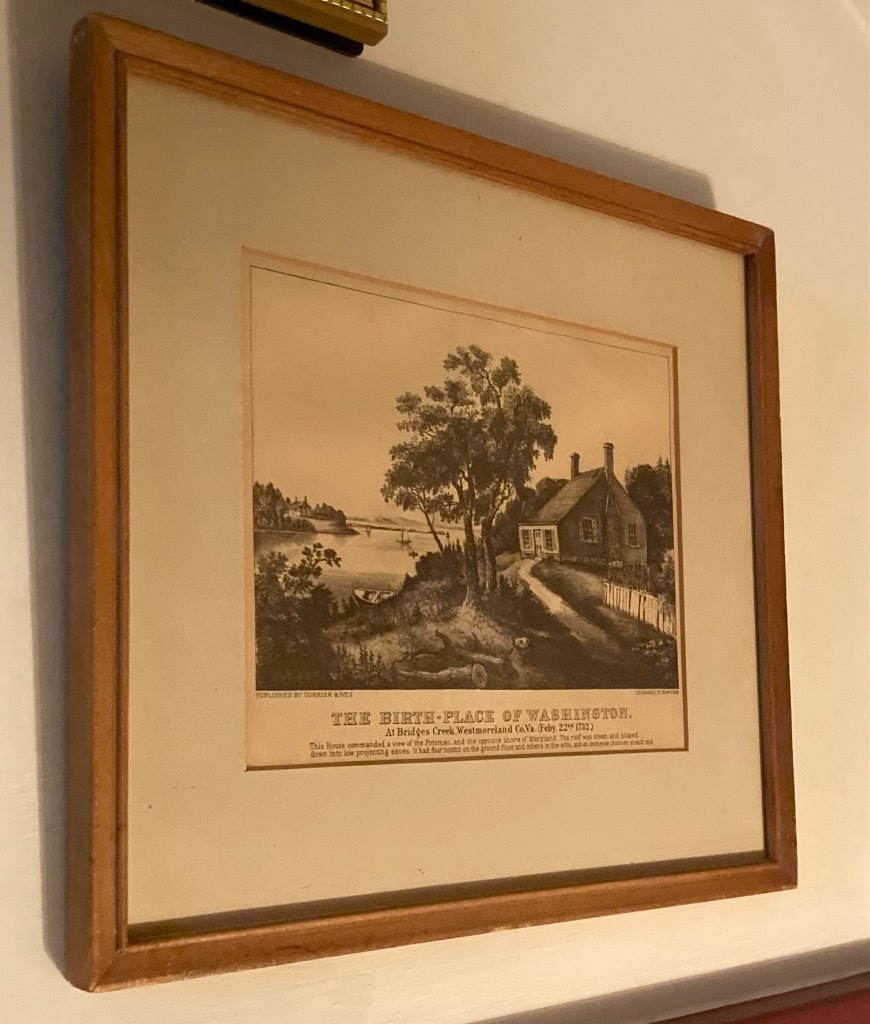 PUBLISHED BY CURRIER & IVES
THE BIRTH-PLACE OF WASHINGTON.
At Bridges Creek, Westmoreland Co. Va. (Feby. 22nd 1732)
This House commanded a view of the Potomac, and the opposite shore of Maryland. The roof was steep, and sloped
down into low projecting eaves. It had four rooms on the ground floor and others in the attic, and an immense chimney at each end.